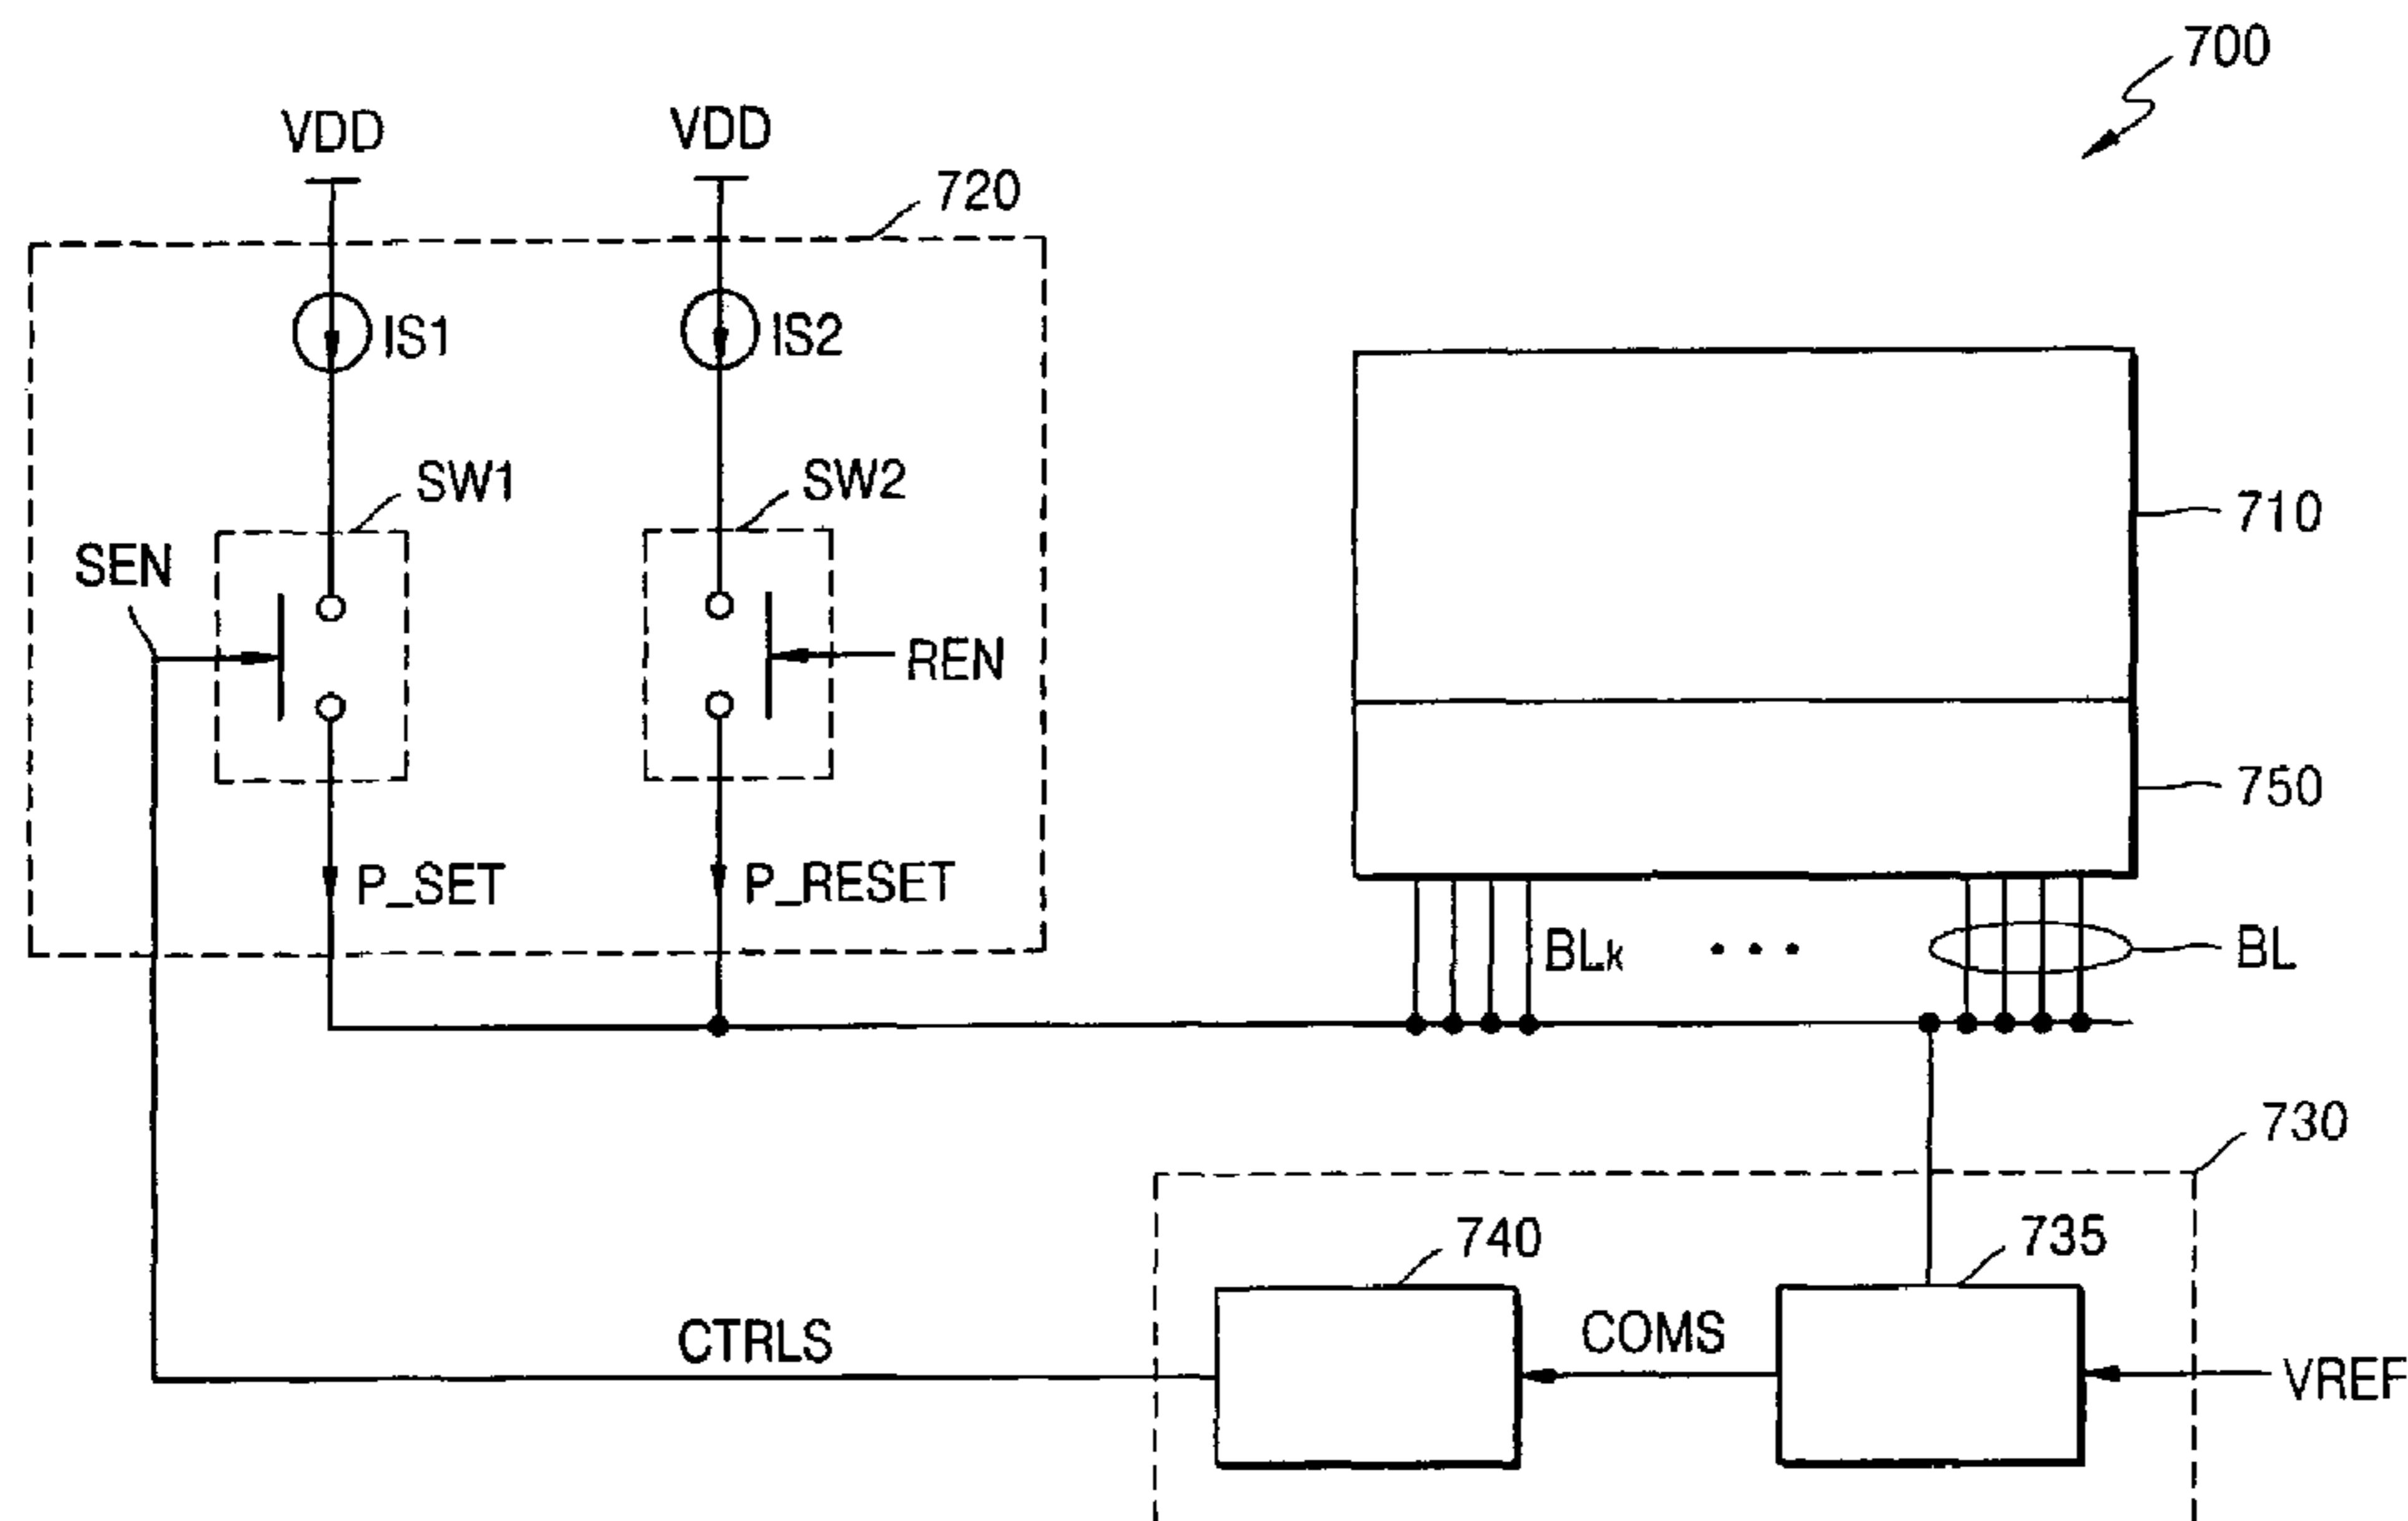 700
VDD
VDD
720
IS1
IS2
SW1
SW2
710
SEN
REN
750
P_SET
P_RESET
BLk
BL
730
740
735
CTRLS
COMS
VREF